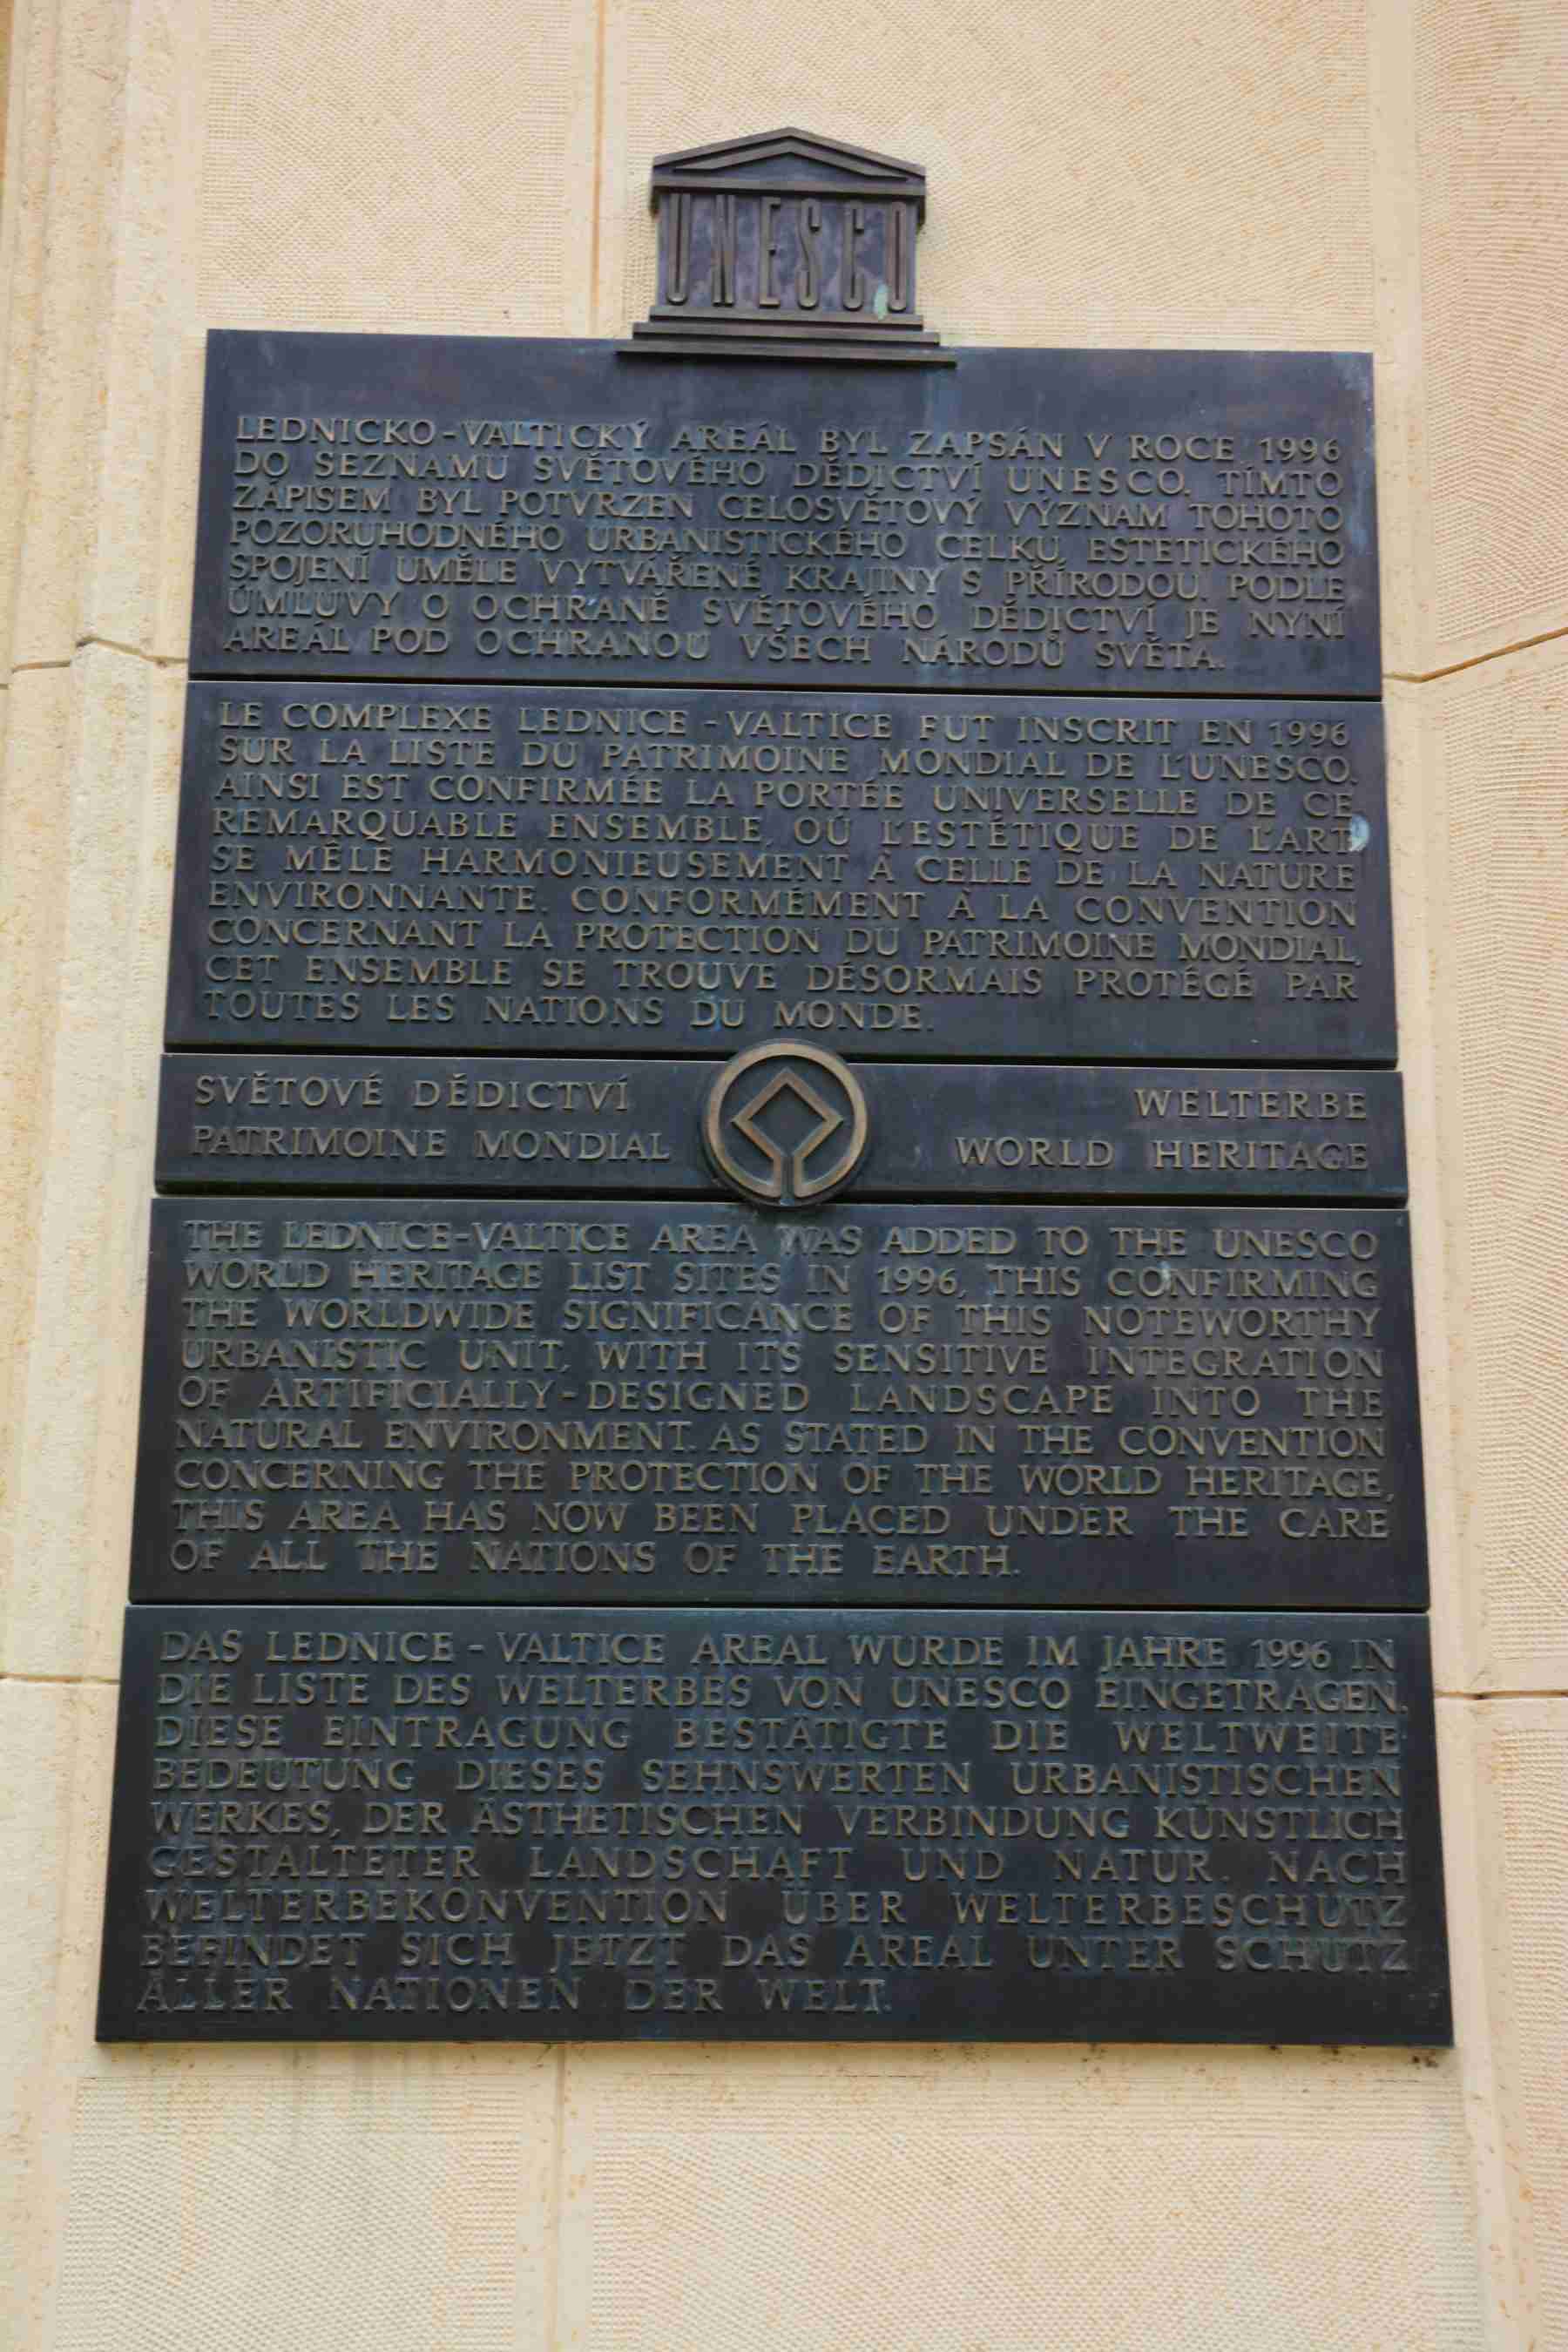 UNESCO
LEDNICKO-VALTICKÝ AREÁL BYL ZAPSÁN V ROCE 1996
DO SEZNAMU SVĚTOVÉHO DĚDICTVÍ UNESCO. TÍMTO
ZÁPISEM BYL POTVRZEN CELOSVĚTOVÝ VÝZNAM TOHOTO
POZORUHODNÉHO URBANISTICKÉHO CELKU, ESTETICKÉHO
SPOJENÍ UMĚLE VYTVÁŘENÉ KRAJINY S PŘÍRODOU. PODLE
ÚMLUVY O OCHRANĚ SVĚTOVÉHO DĚDICTVÍ JE NYNÍ
AREÁL POD OCHRANOU VŠECH NÁRODŮ SVĚTA.
LE COMPLEXE LEDNICE - VALTICE FUT INSCRIT EN 1996
SUR LA LISTE DU PATRIMOINE MONDIAL DE L'UNESCO.
AINSI EST CONFIRMÉE LA PORTÉE UNIVERSELLE DE CE
REMARQUABLE ENSEMBLE, OÚ L'ESTÉTIQUE DE L'ART
SE MÊLE HARMONIEUSEMENT À CELLE DE LA NATURE
ENVIRONNANTE. CONFORMÉMENT À LA CONVENTION
CONCERNANT LA PROTECTION DU PATRIMOINE MONDIAL,
CET ENSEMBLE SE TROUVE DÉSORMAIS PROTÉGÉ PAR
TOUTES LES NATIONS DU MONDE.
SVĚTOVÉ DĚDICTVÍ
PATRIMOINE MONDIAL
WELTERBE
WORLD HERITAGE
THE LEDNICE-VALTICE AREA WAS ADDED TO THE UNESCO
WORLD HERITAGE LIST SITES IN 1996, THIS CONFIRMING
THE WORLDWIDE SIGNIFICANCE OF THIS NOTEWORTHY
URBANISTIC UNIT, WITH ITS SENSITIVE INTEGRATION
OF ARTIFICIALLY-DESIGNED LANDSCAPE INTO THE
NATURAL ENVIRONMENT. AS STATED IN THE CONVENTION
CONCERNING THE PROTECTION OF THE WORLD HERITAGE,
THIS AREA HAS NOW BEEN PLACED UNDER THE CARE
OF ALL THE NATIONS OF THE EARTH.
DAS LEDNICE - VALTICE AREAL WURDE IM JAHRE 1996 IN
DIE LISTE DES WELTERBES VON UNESCO EINGETRAGEN.
DIESE EINTRAGUNG BESTÄTIGTE DIE WELTWEITE
BEDEUTUNG DIESES SEHNSWERTEN URBANISTISCHEN
WERKES, DER ÄSTHETISCHEN VERBINDUNG KÜNSTLICH
GESTALTETER LANDSCHAFT UND NATUR. NACH
WELTERBEKONVENTION ÜBER WELTERBESCHUTZ
BEFINDET SICH JETZT DAS AREAL UNTER SCHUTZ
ALLER NATIONEN DER WELT.